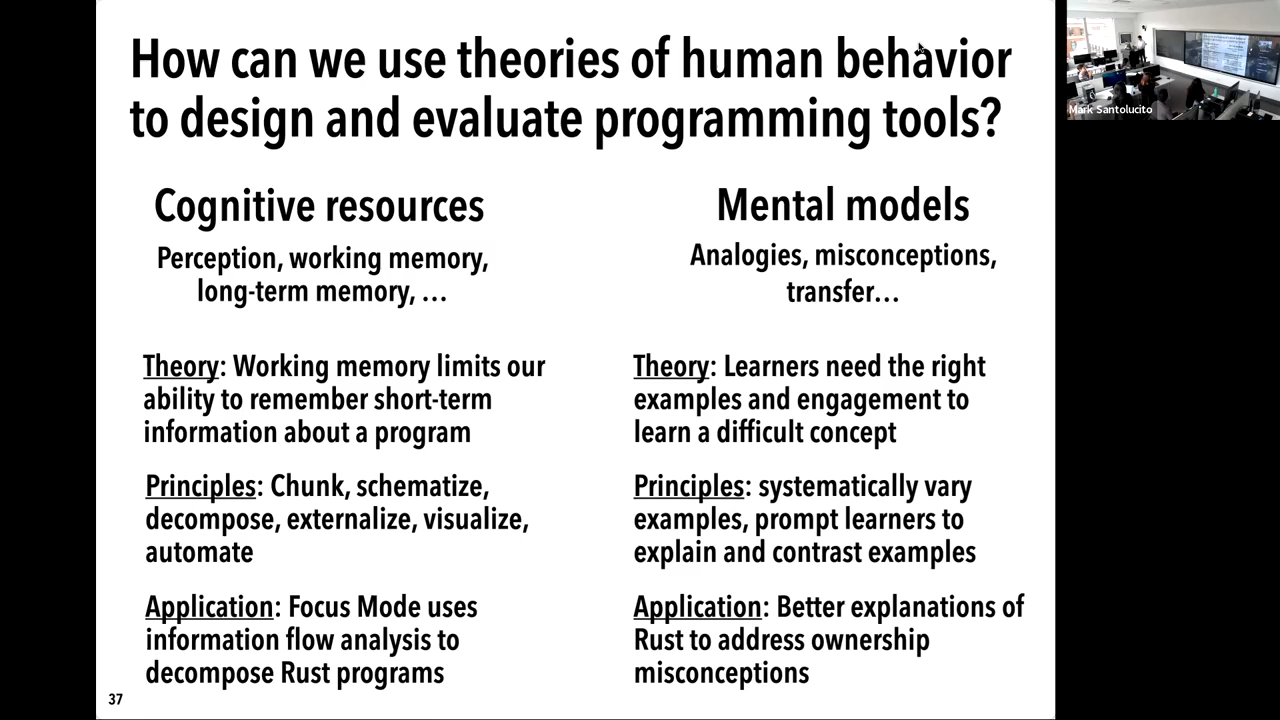 How can we use theories of human behavior
to design and evaluate programming tools?
Cognitive resources
Perception, working memory,
long-term memory, …
Theory: Working memory limits our
ability to remember short-term
information about a program
Principles: Chunk, schematize,
decompose, externalize, visualize,
automate
Application: Focus Mode uses
information flow analysis to
decompose Rust programs
Mental models
Analogies, misconceptions,
transfer…
Theory: Learners need the right
examples and engagement to
learn a difficult concept
Principles: systematically vary
examples, prompt learners to
explain and contrast examples
Application: Better explanations of
Rust to address ownership
misconceptions
37
Mark Santolucito